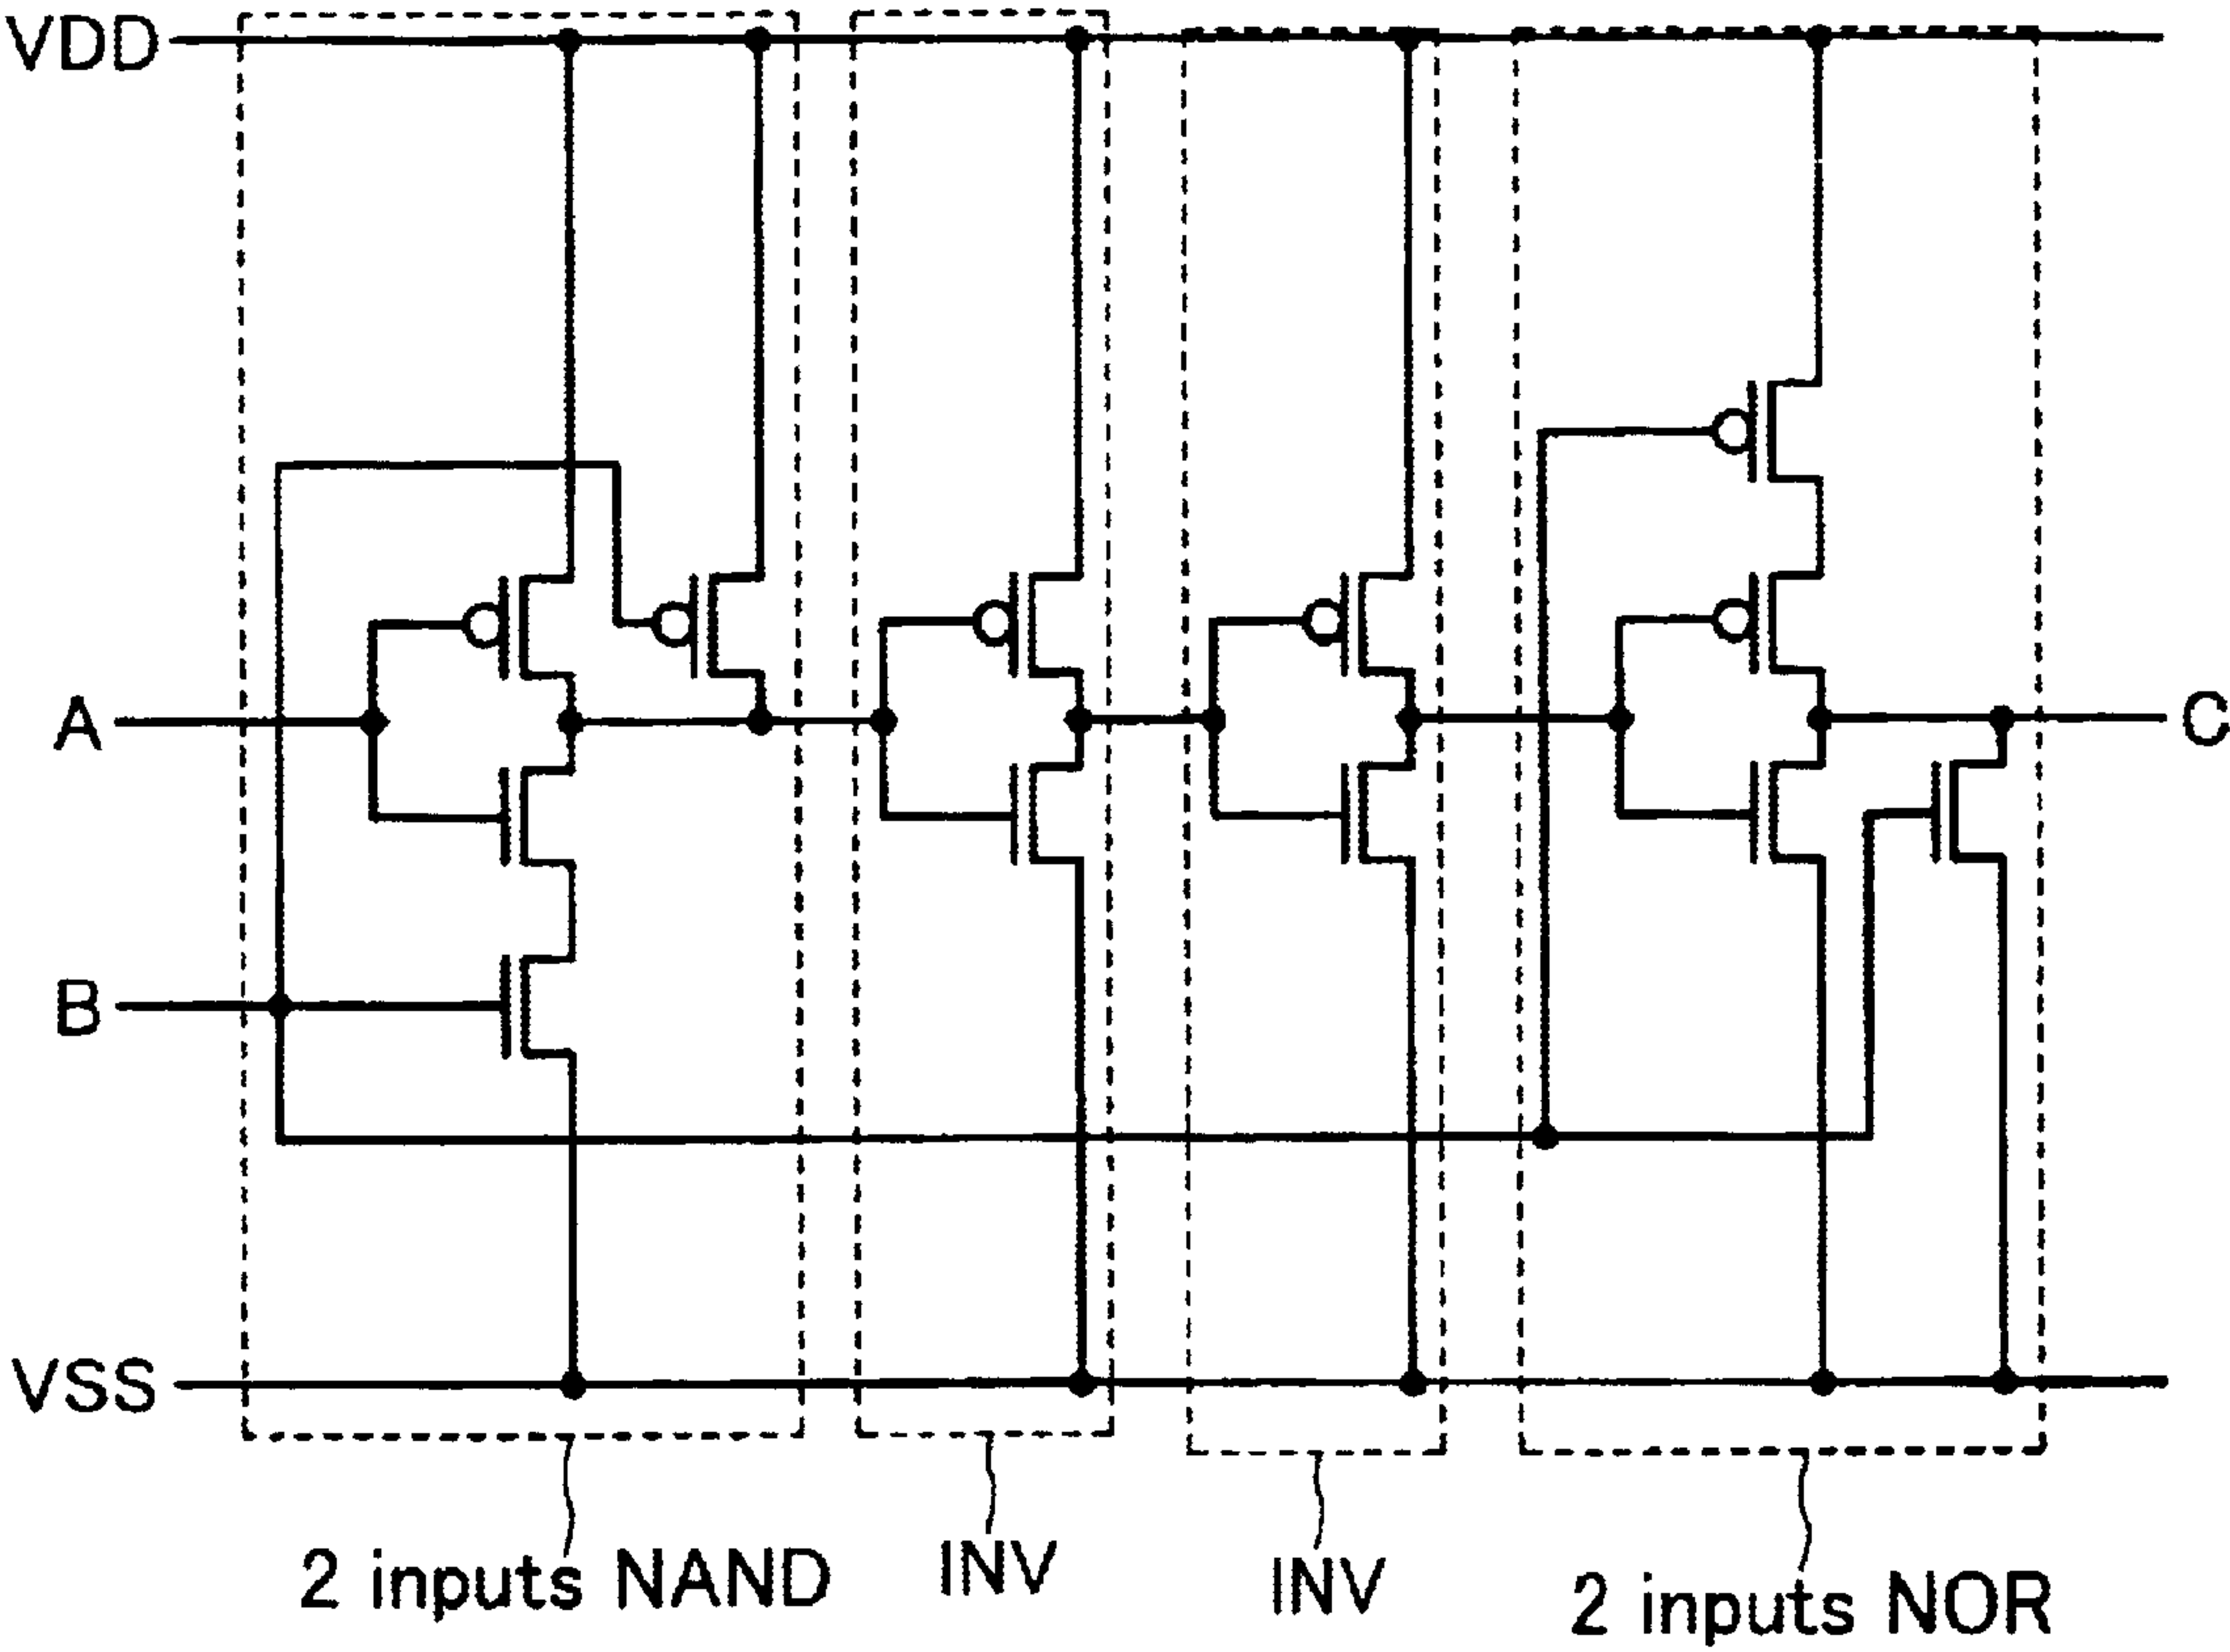 VDD
A
C
B
VSS
2 inputs NAND
INV
INV
2 inputs NOR